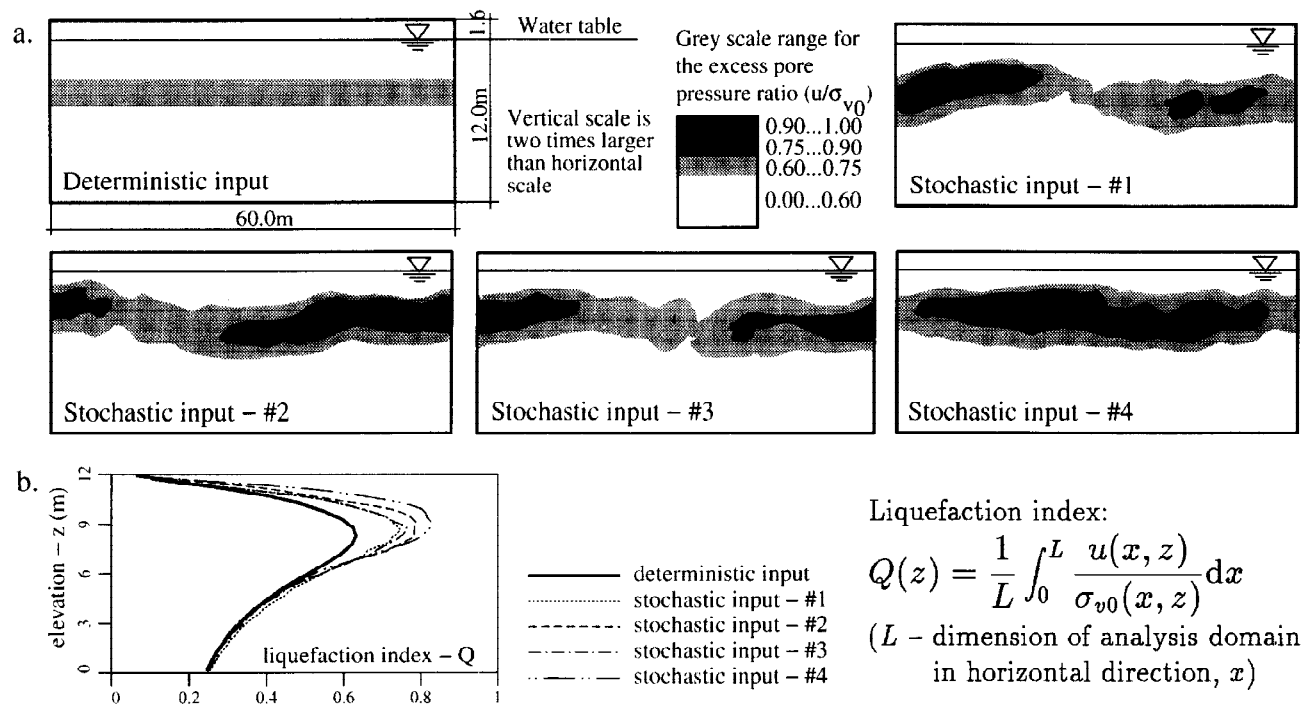 a.
1.6
Water table
12.0m
Vertical scale is
two times larger
than horizontal
scale
Deterministic input
60.0m
Grey scale range for
the excess pore
pressure ratio (u/σv0)
0.90...1.00
0.75...0.90
0.60...0.75
0.00...0.60
Stochastic input – #1
Stochastic input – #2
Stochastic input – #3
Stochastic input – #4
b.
elevation – z (m)
12
9
6
3
0
liquefaction index – Q
0
0.2
0.4
0.6
0.8
1
deterministic input
stochastic input – #1
stochastic input – #2
stochastic input – #3
stochastic input – #4
Liquefaction index:
Q(z) = 1/L ∫₀ᴸ u(x, z)/σv0(x, z) dx
(L – dimension of analysis domain
in horizontal direction, x)